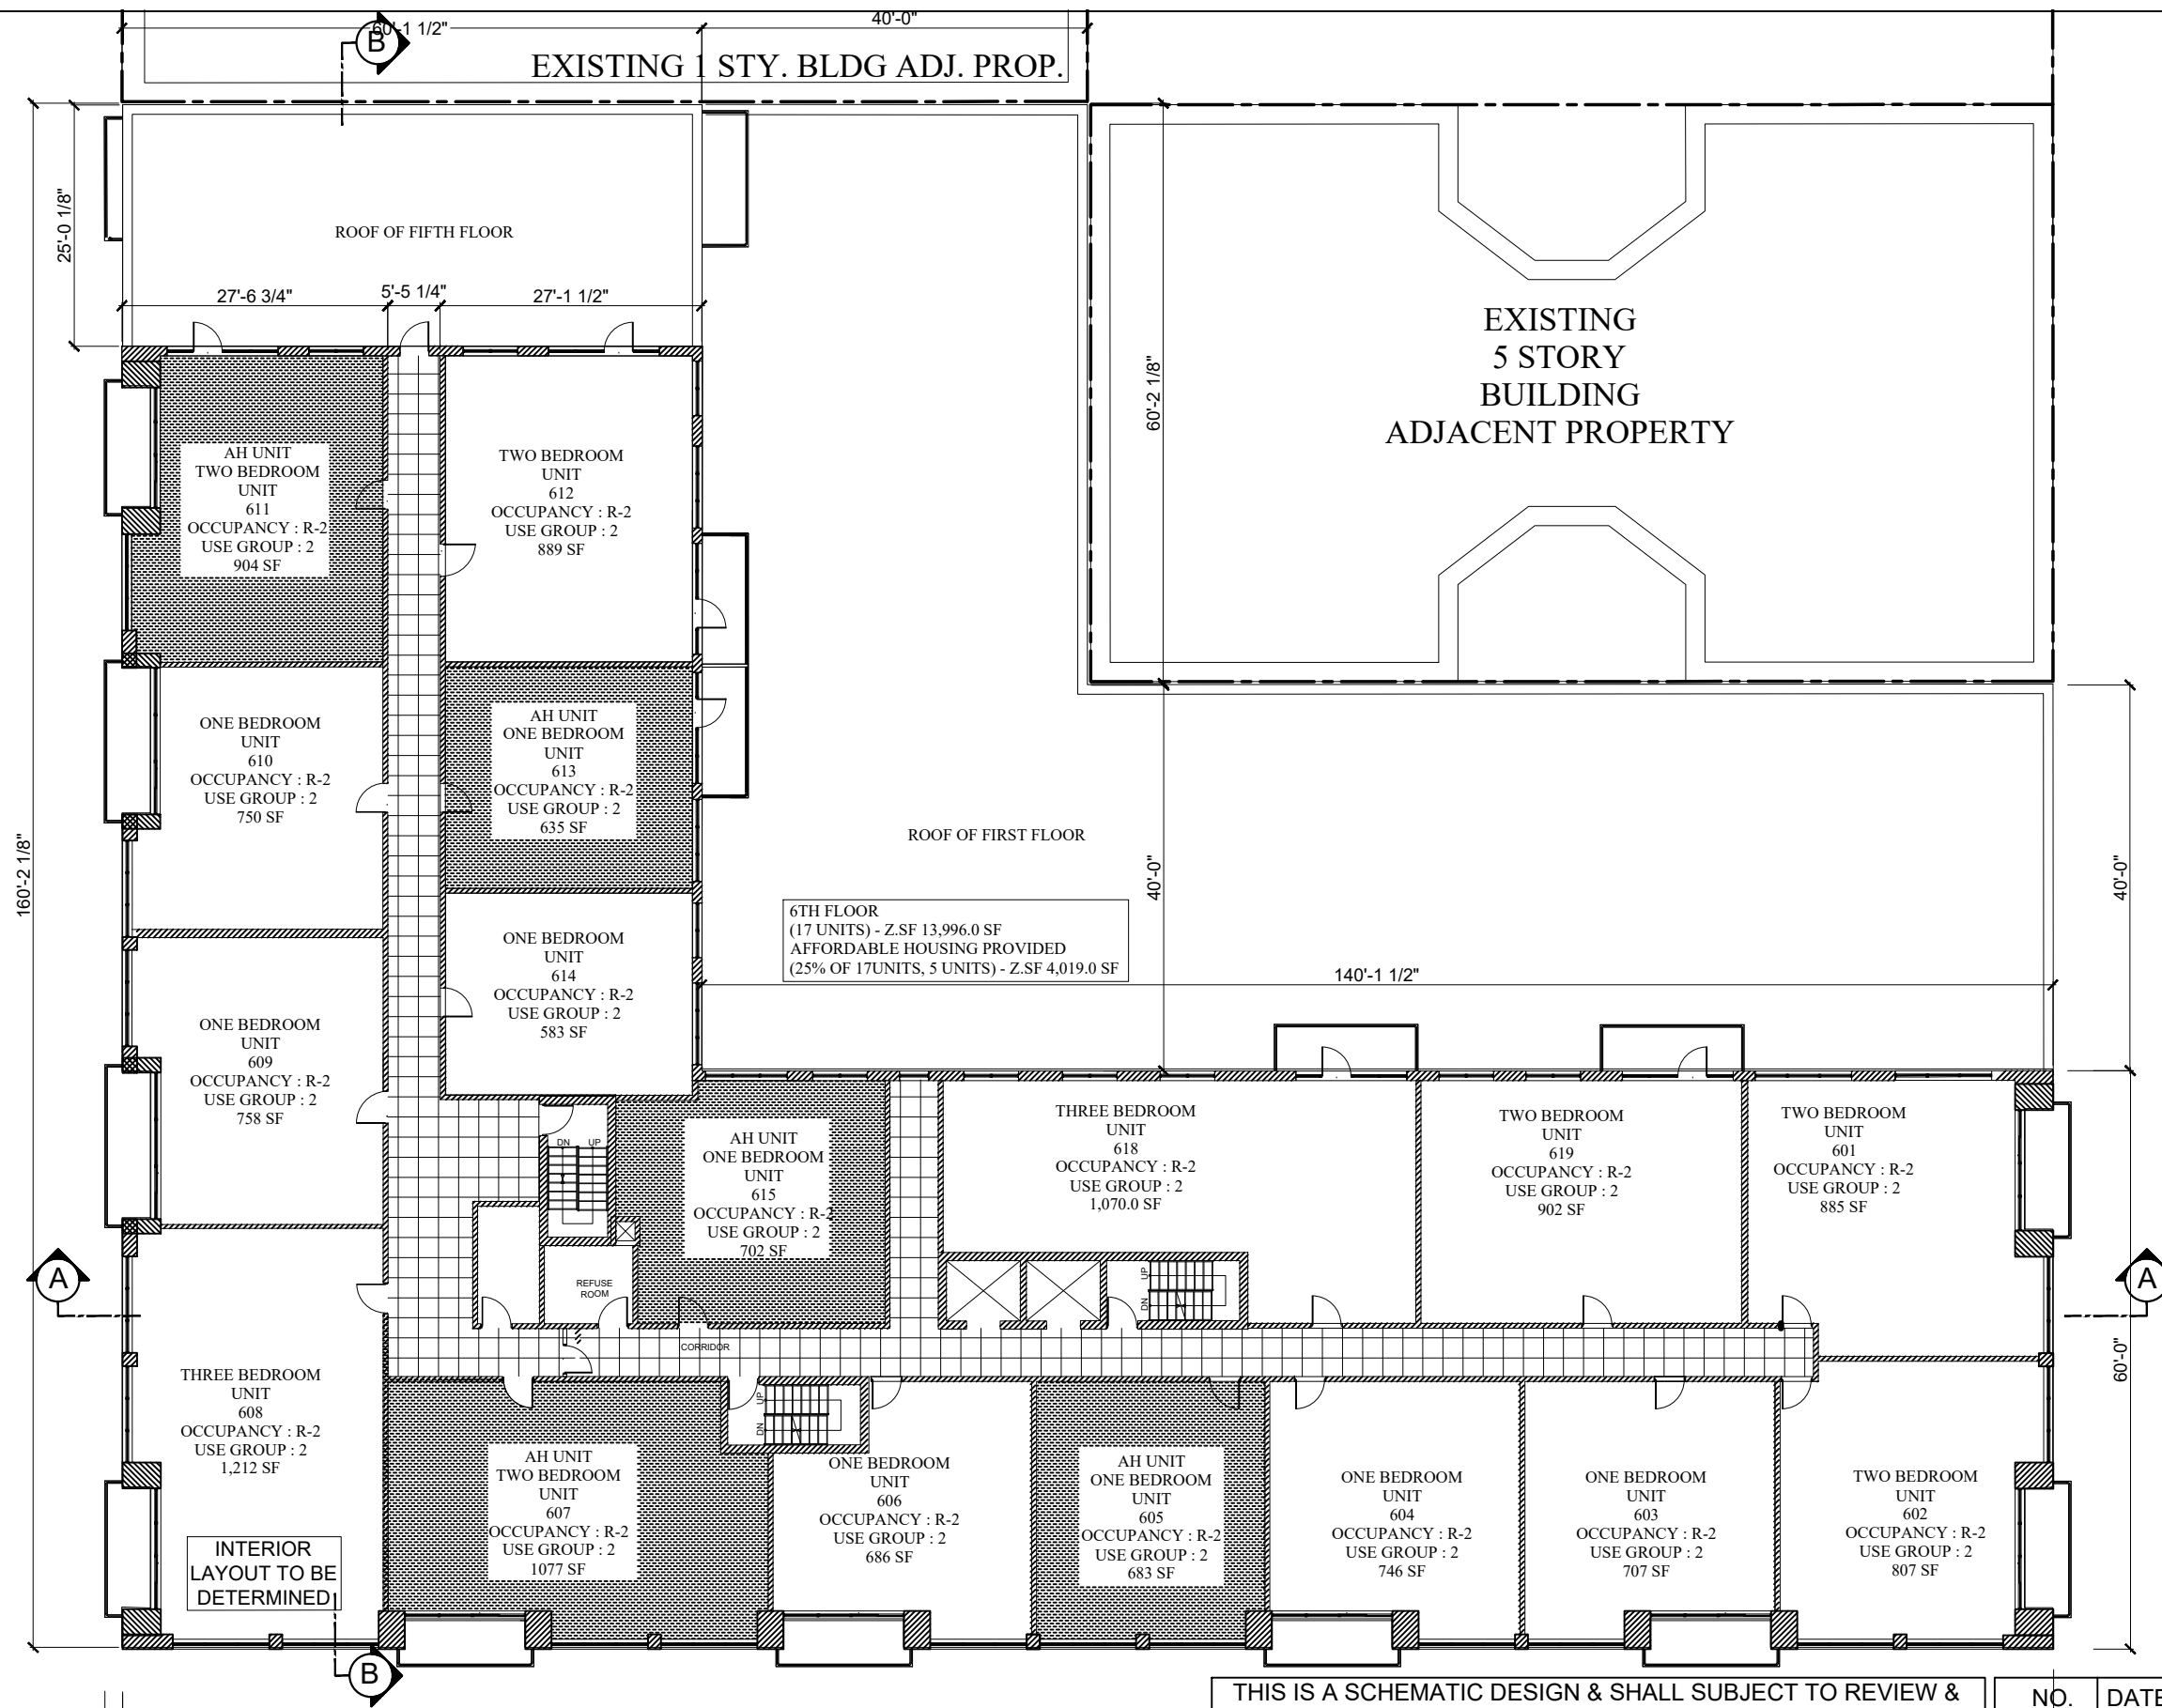 60'-1 1/2"
40'-0"
B
EXISTING 1 STY. BLDG ADJ. PROP.
25'-0 1/8"
ROOF OF FIFTH FLOOR
27'-6 3/4"
5'-5 1/4"
27'-1 1/2"
EXISTING
5 STORY
BUILDING
ADJACENT PROPERTY
60'-2 1/8"
AH UNIT
TWO BEDROOM
UNIT
611
OCCUPANCY : R-2
USE GROUP : 2
904 SF
TWO BEDROOM
UNIT
612
OCCUPANCY : R-2
USE GROUP : 2
889 SF
ONE BEDROOM
UNIT
610
OCCUPANCY : R-2
USE GROUP : 2
750 SF
AH UNIT
ONE BEDROOM
UNIT
613
OCCUPANCY : R-2
USE GROUP : 2
635 SF
160'-2 1/8"
ROOF OF FIRST FLOOR
40'-0"
40'-0"
6TH FLOOR
(17 UNITS) - Z.SF 13,996.0 SF
AFFORDABLE HOUSING PROVIDED
(25% OF 17UNITS, 5 UNITS) - Z.SF 4,019.0 SF
140'-1 1/2"
ONE BEDROOM
UNIT
614
OCCUPANCY : R-2
USE GROUP : 2
583 SF
ONE BEDROOM
UNIT
609
OCCUPANCY : R-2
USE GROUP : 2
758 SF
DN UP
AH UNIT
ONE BEDROOM
UNIT
615
OCCUPANCY : R-2
USE GROUP : 2
702 SF
THREE BEDROOM
UNIT
618
OCCUPANCY : R-2
USE GROUP : 2
1,070.0 SF
TWO BEDROOM
UNIT
619
OCCUPANCY : R-2
USE GROUP : 2
902 SF
TWO BEDROOM
UNIT
601
OCCUPANCY : R-2
USE GROUP : 2
885 SF
A
REFUSE
ROOM
UP
DN
A
CORRIDOR
60'-0"
THREE BEDROOM
UNIT
608
OCCUPANCY : R-2
USE GROUP : 2
1,212 SF
UP
DN
AH UNIT
TWO BEDROOM
UNIT
607
OCCUPANCY : R-2
USE GROUP : 2
1077 SF
ONE BEDROOM
UNIT
606
OCCUPANCY : R-2
USE GROUP : 2
686 SF
AH UNIT
ONE BEDROOM
UNIT
605
OCCUPANCY : R-2
USE GROUP : 2
683 SF
ONE BEDROOM
UNIT
604
OCCUPANCY : R-2
USE GROUP : 2
746 SF
ONE BEDROOM
UNIT
603
OCCUPANCY : R-2
USE GROUP : 2
707 SF
TWO BEDROOM
UNIT
602
OCCUPANCY : R-2
USE GROUP : 2
807 SF
INTERIOR
LAYOUT TO BE
DETERMINED
B
THIS IS A SCHEMATIC DESIGN & SHALL SUBJECT TO REVIEW &
NO. DATE